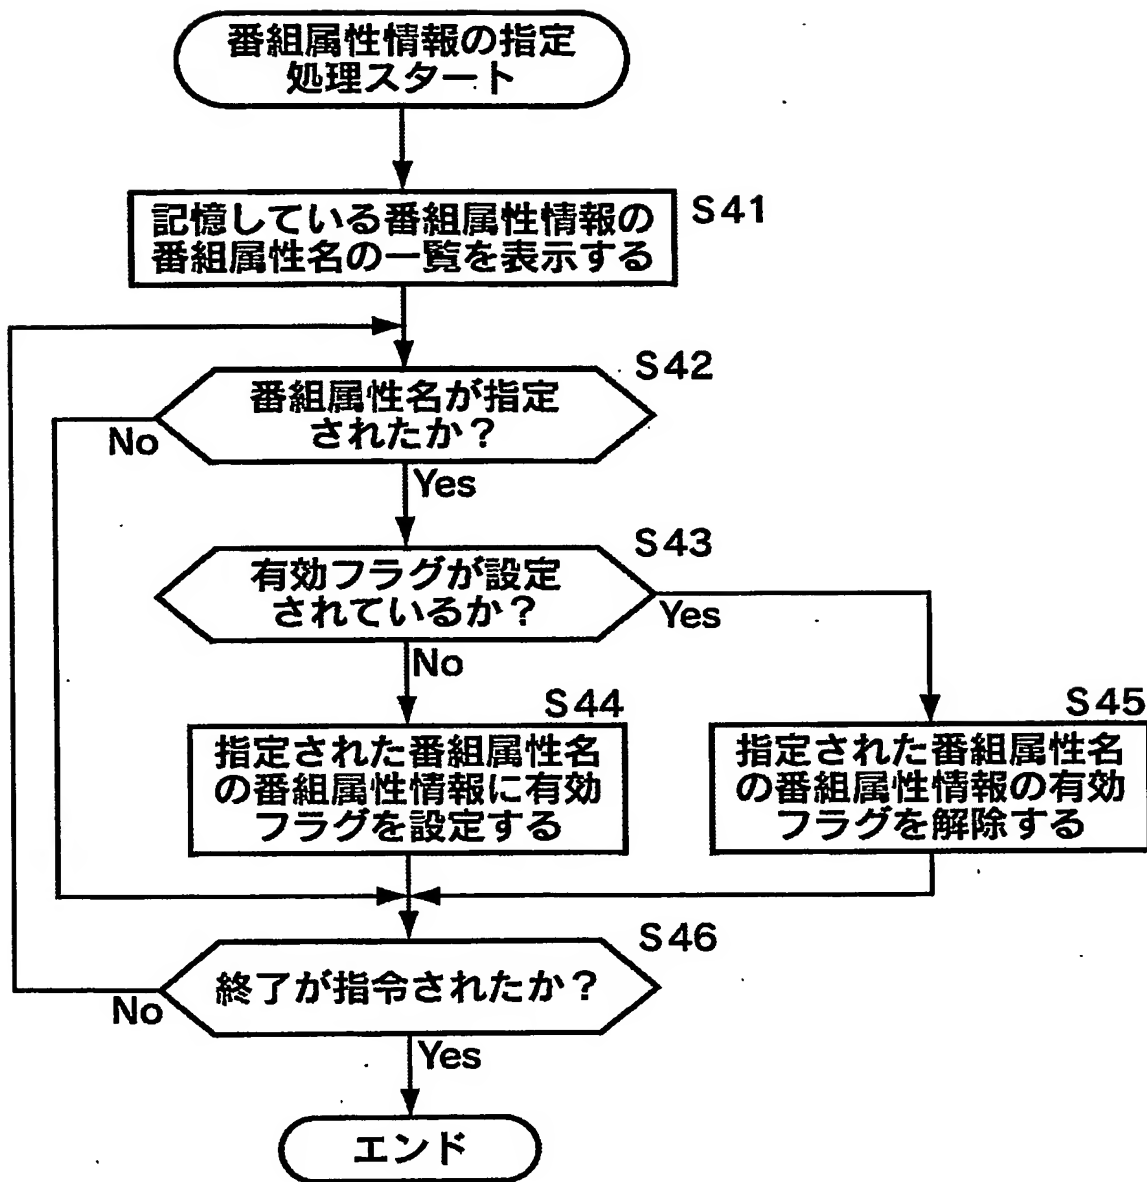 番組属性情報の指定
処理スタート
S41
記憶している番組属性情報の
番組属性名の一覧を表示する
S42
番組属性名が指定
されたか？
No
Yes
S43
有効フラグが設定
されているか？
Yes
No
S44
指定された番組属性名
の番組属性情報に有効
フラグを設定する
S45
指定された番組属性名
の番組属性情報の有効
フラグを解除する
S46
終了が指令されたか？
No
Yes
エンド